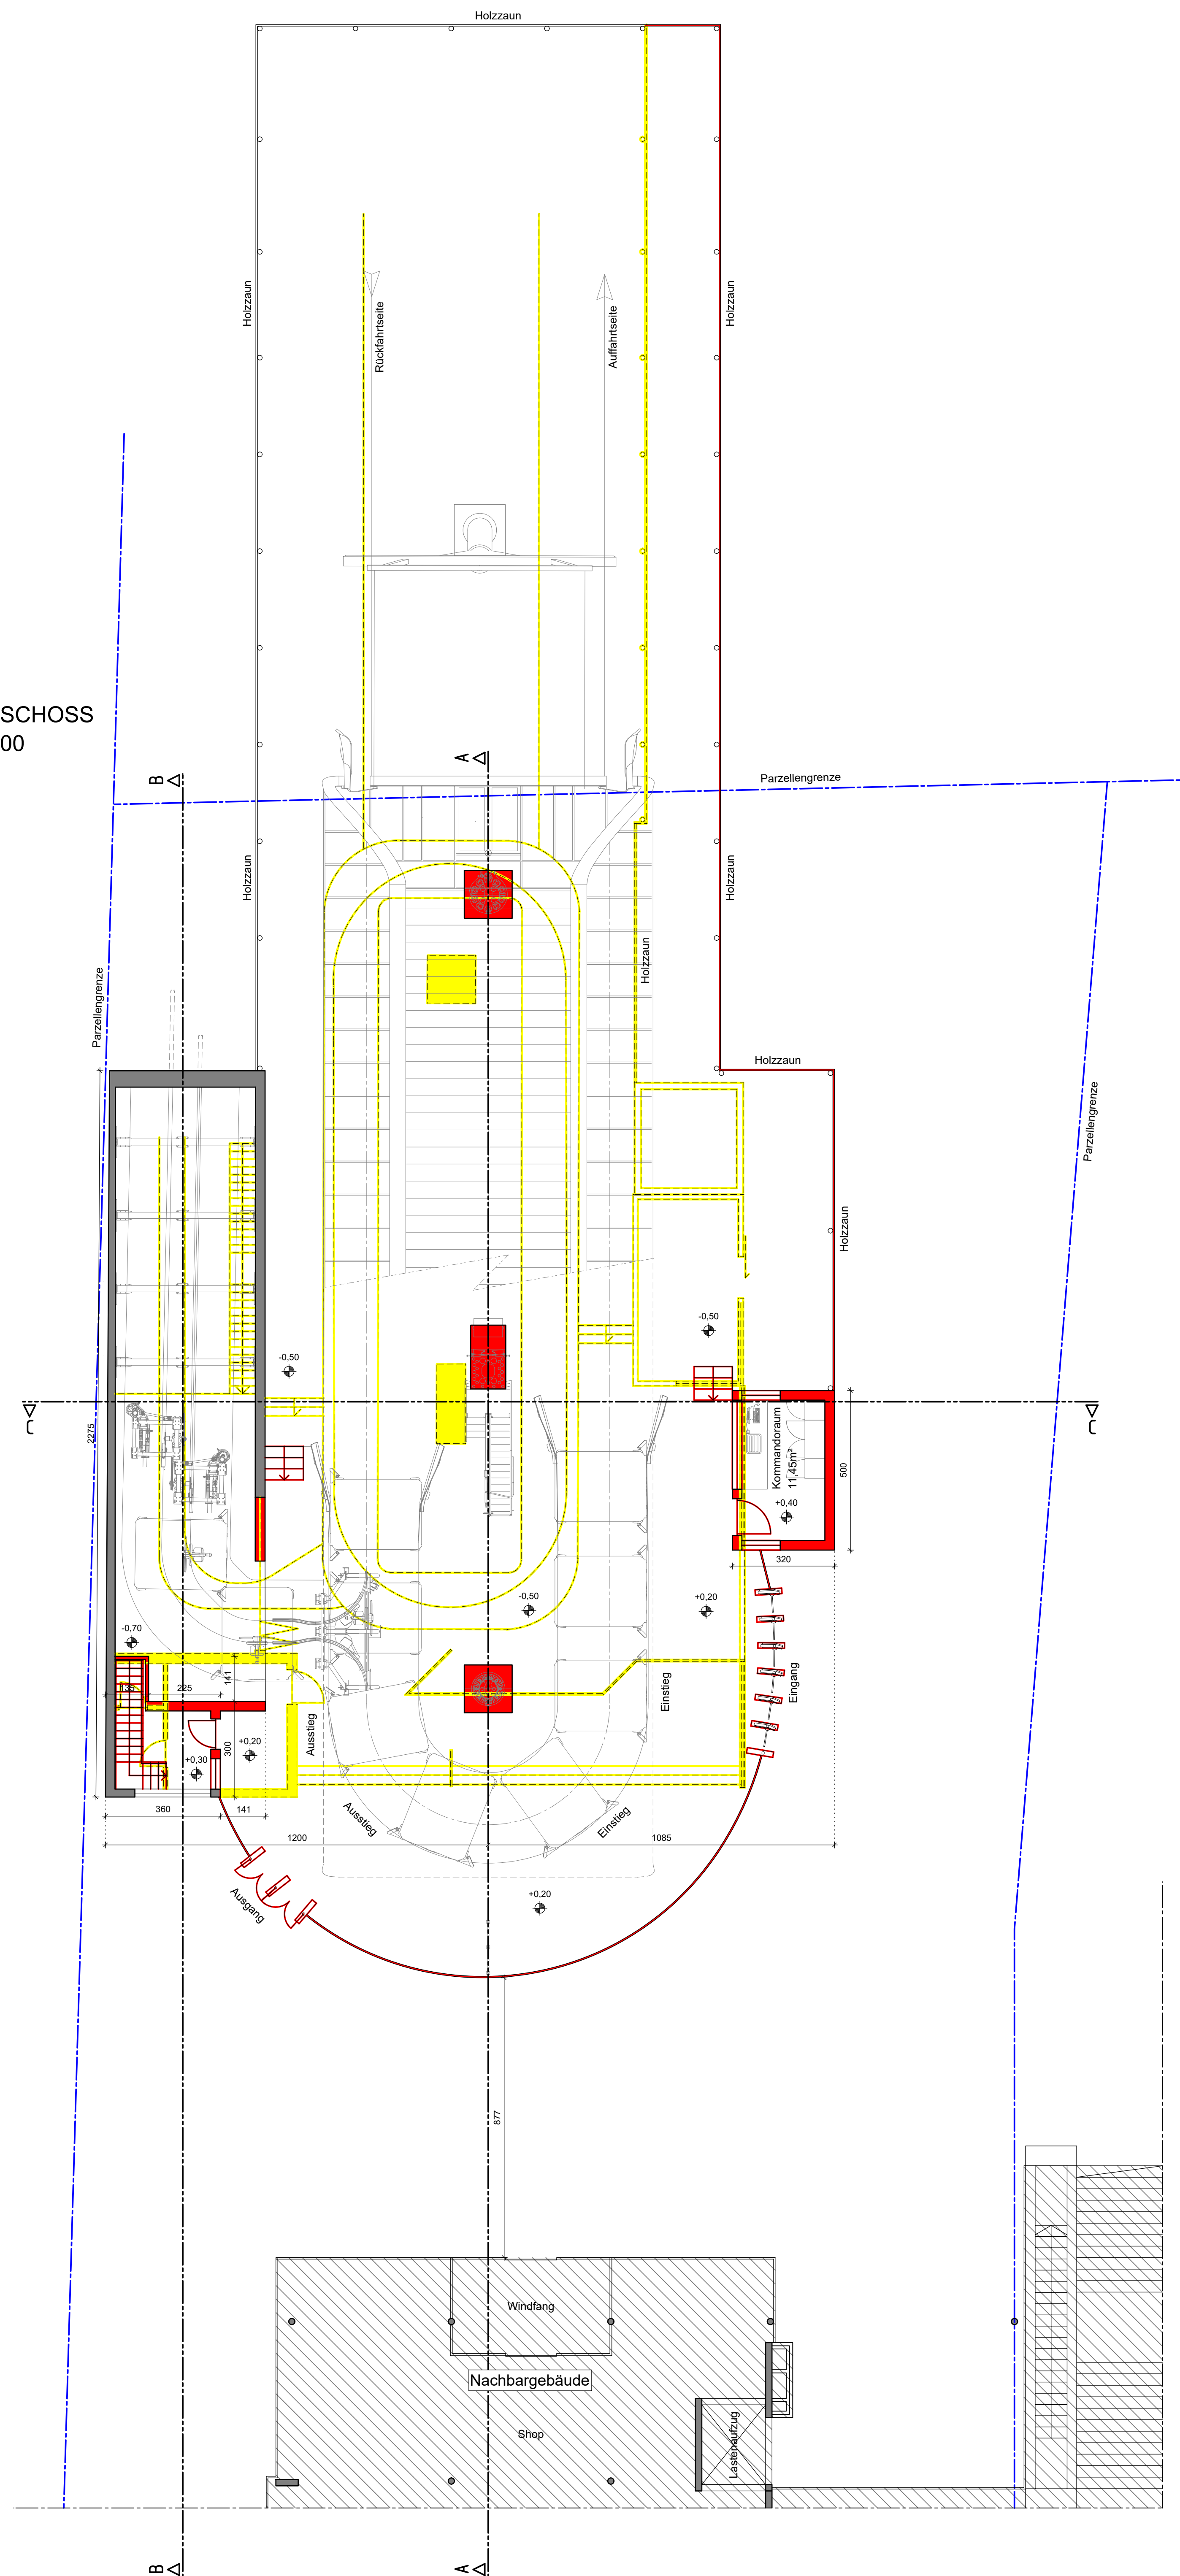 Holzzaun
Holzzaun
Rückfahrtseite
Auffahrtseite
Holzzaun
SCHOSS
00
B
A
Parzellengrenze
Holzzaun
Holzzaun
Holzzaun
Parzellengrenze
Holzzaun
Parzellengrenze
Holzzaun
-0,50
-0,50
C
C
2275
Kommandoraum
11,45m²
+0,40
500
320
-0,50
+0,20
-0,70
141
135
225
Ausstieg
Einstieg
Eingang
300
+0,20
+0,30
360
141
Ausstieg
Einstieg
1200
1085
Ausgang
+0,20
877
Windfang
Nachbargebäude
Shop
Lastenaufzug
B
A